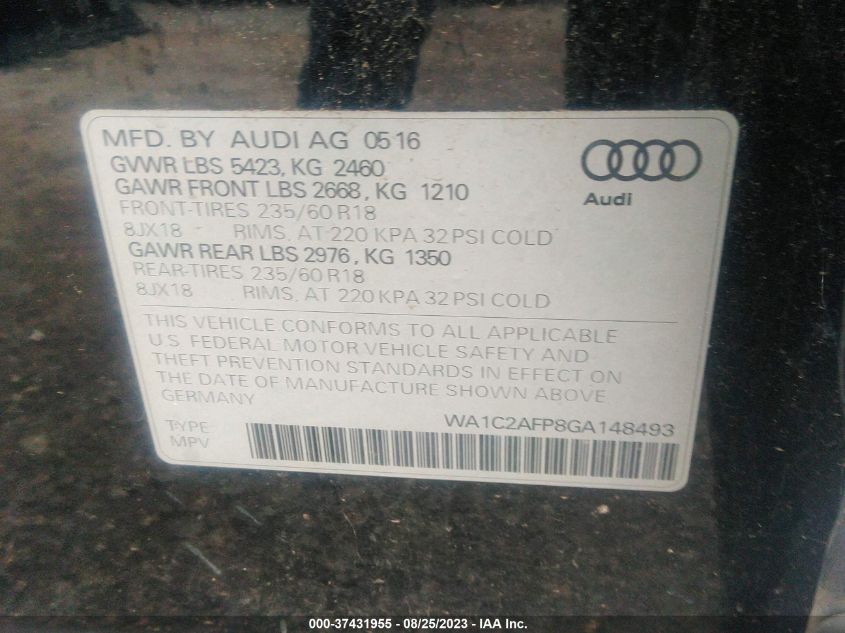 MFD. BY AUDI AG 0516
GVWR LBS 5423, KG 2460
GAWR FRONT LBS 2668, KG 1210
FRONT-TIRES 235/60 R18
8JX18 RIMS, AT 220 KPA 32 PSI COLD
GAWR REAR LBS 2976, KG 1350
REAR-TIRES 235/60 R18
8JX18 RIMS, AT 220 KPA 32 PSI COLD
Audi
THIS VEHICLE CONFORMS TO ALL APPLICABLE
U.S. FEDERAL MOTOR VEHICLE SAFETY AND
THEFT PREVENTION STANDARDS IN EFFECT ON
THE DATE OF MANUFACTURE SHOWN ABOVE
GERMANY
WA1C2AFP8GA148493
TYPE
MPV
000-37431955 - 08/25/2023 - IAA Inc.